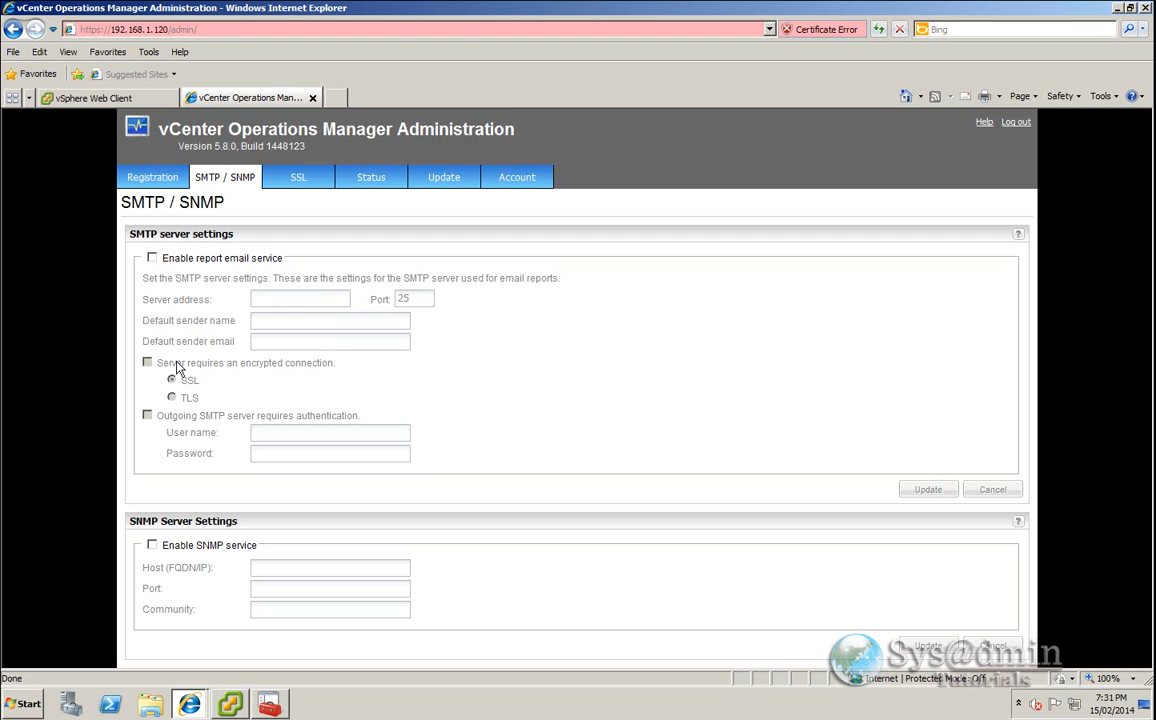 vCenter Operations Manager Administration - Windows Internet Explorer
https://192.168.1.120/admin/
Certificate Error
Bing
File Edit View Favorites Tools Help
Favorites Suggested Sites
vSphere Web Client
vCenter Operations Man...
Page Safety Tools
vCenter Operations Manager Administration
Version 5.8.0, Build 1448123
Help Log out
Registration SMTP / SNMP SSL Status Update Account
SMTP / SNMP
SMTP server settings
?
Enable report email service
Set the SMTP server settings. These are the settings for the SMTP server used for email reports.
Server address: Port: 25
Default sender name
Default sender email
Server requires an encrypted connection.
SSL
TLS
Outgoing SMTP server requires authentication.
User name:
Password:
Update Cancel
SNMP Server Settings
?
Enable SNMP service
Host (FQDN/IP):
Port:
Community:
Update Cancel
Sys@dmin
Tutorials
Done
Internet | Protected Mode: Off
100%
Start
7:31 PM
15/02/2014